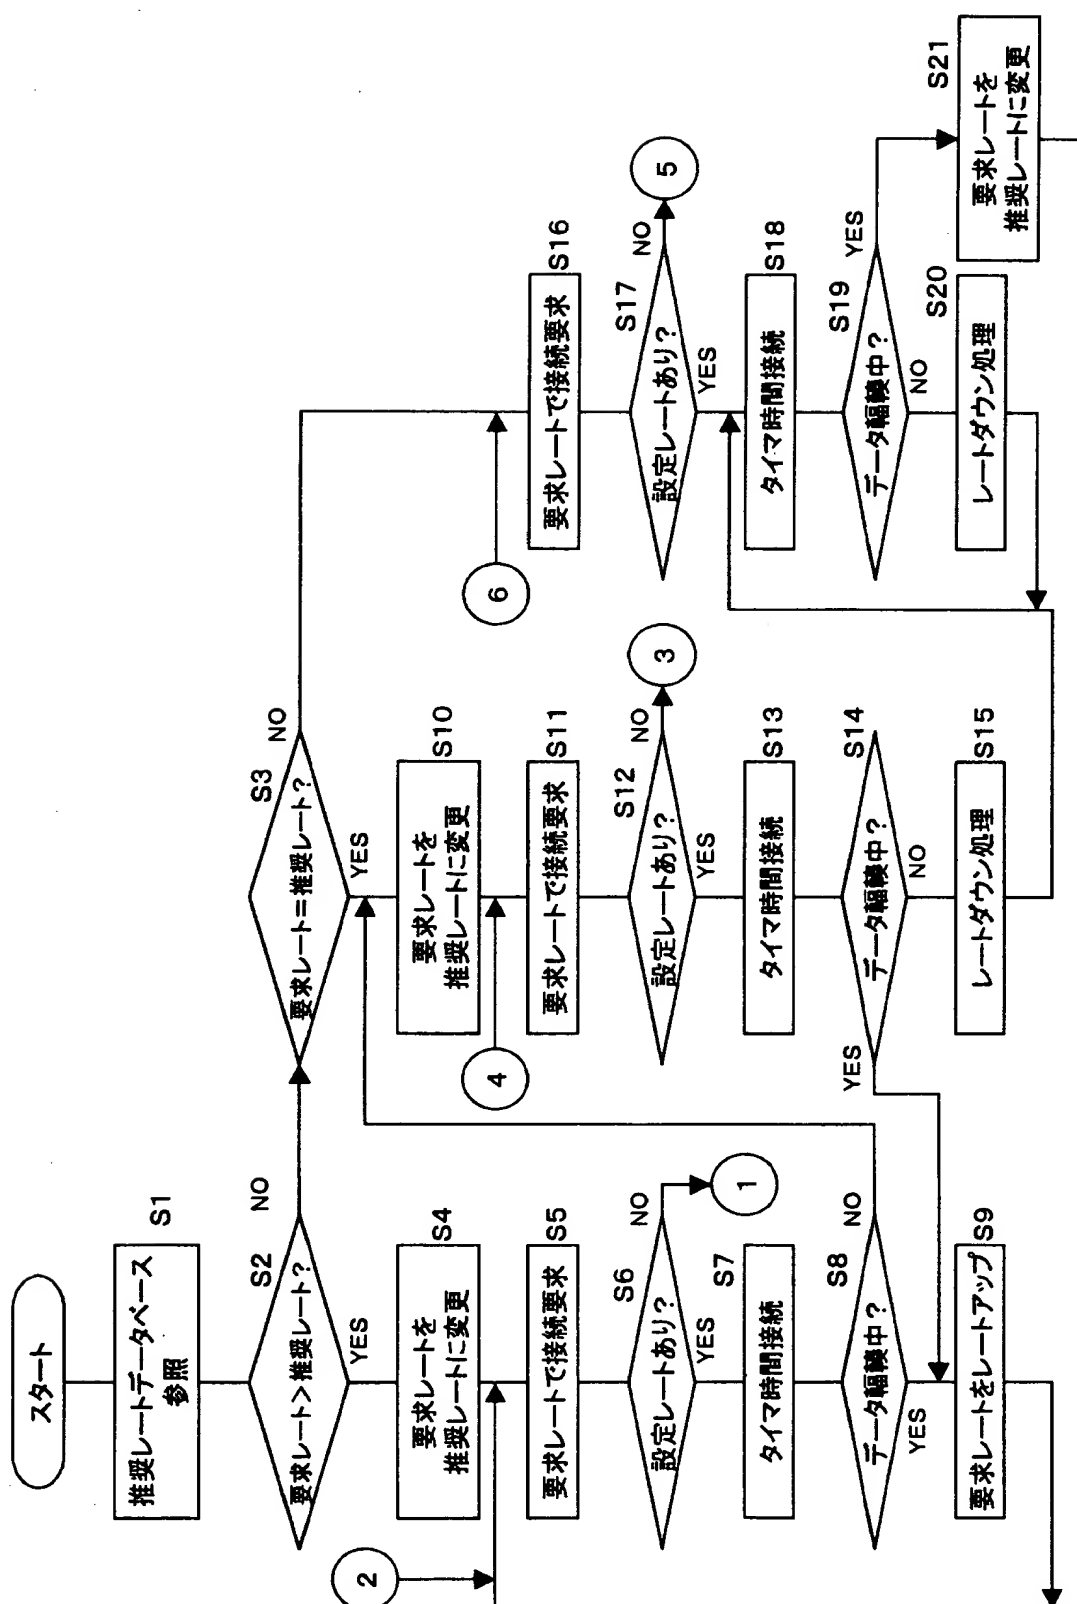 スタート
推奨レートデータベース
参照
S1
要求レート>推奨レート?
S2
NO
YES
要求レート=推奨レート?
S3
NO
YES
2
要求レートを
推奨レートに変更
S4
要求レートで接続要求
S5
設定レートあり?
S6
NO
YES
1
タイマ時間接続
S7
データ輻輳中?
S8
NO
YES
要求レートをレートアップ
S9
要求レートを
推奨レートに変更
S10
4
要求レートで接続要求
S11
設定レートあり?
S12
NO
YES
3
タイマ時間接続
S13
データ輻輳中?
S14
YES
NO
レートダウン処理
S15
6
要求レートで接続要求
S16
設定レートあり?
S17
NO
YES
5
タイマ時間接続
S18
データ輻輳中?
S19
YES
NO
レートダウン処理
S20
要求レートを
推奨レートに変更
S21